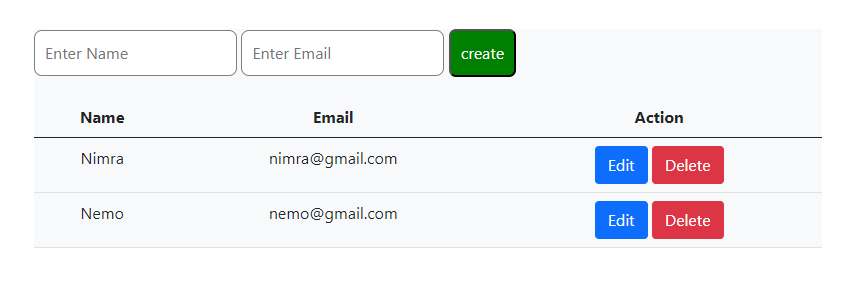 Enter Name Enter Email create
Name Email Action
Nimra nimra@gmail.com Edit Delete
Nemo nemo@gmail.com Edit Delete